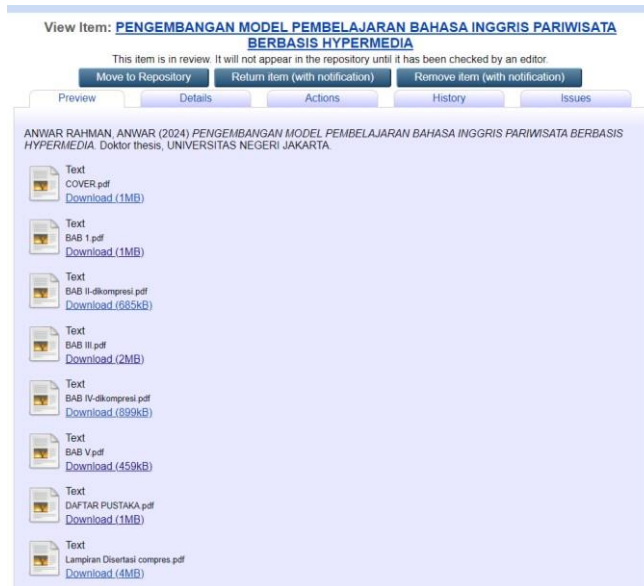 View Item: PENGEMBANGAN MODEL PEMBELAJARAN BAHASA INGGRIS PARIWISATA
BERBASIS HYPERMEDIA
This item is in review. It will not appear in the repository until it has been checked by an editor.
Move to Repository Return item (with notification) Remove item (with notification)
Preview Details Actions History Issues
ANWAR RAHMAN, ANWAR (2024) PENGEMBANGAN MODEL PEMBELAJARAN BAHASA INGGRIS PARIWISATA BERBASIS
HYPERMEDIA. Doktor thesis, UNIVERSITAS NEGERI JAKARTA.
Text
COVER.pdf
Download (1MB)
Text
BAB 1.pdf
Download (1MB)
Text
BAB II-dikompresi.pdf
Download (685kB)
Text
BAB III.pdf
Download (2MB)
Text
BAB IV-dikompresi.pdf
Download (899kB)
Text
BAB V.pdf
Download (459kB)
Text
DAFTAR PUSTAKA.pdf
Download (1MB)
Text
Lampiran Disertasi compres.pdf
Download (4MB)